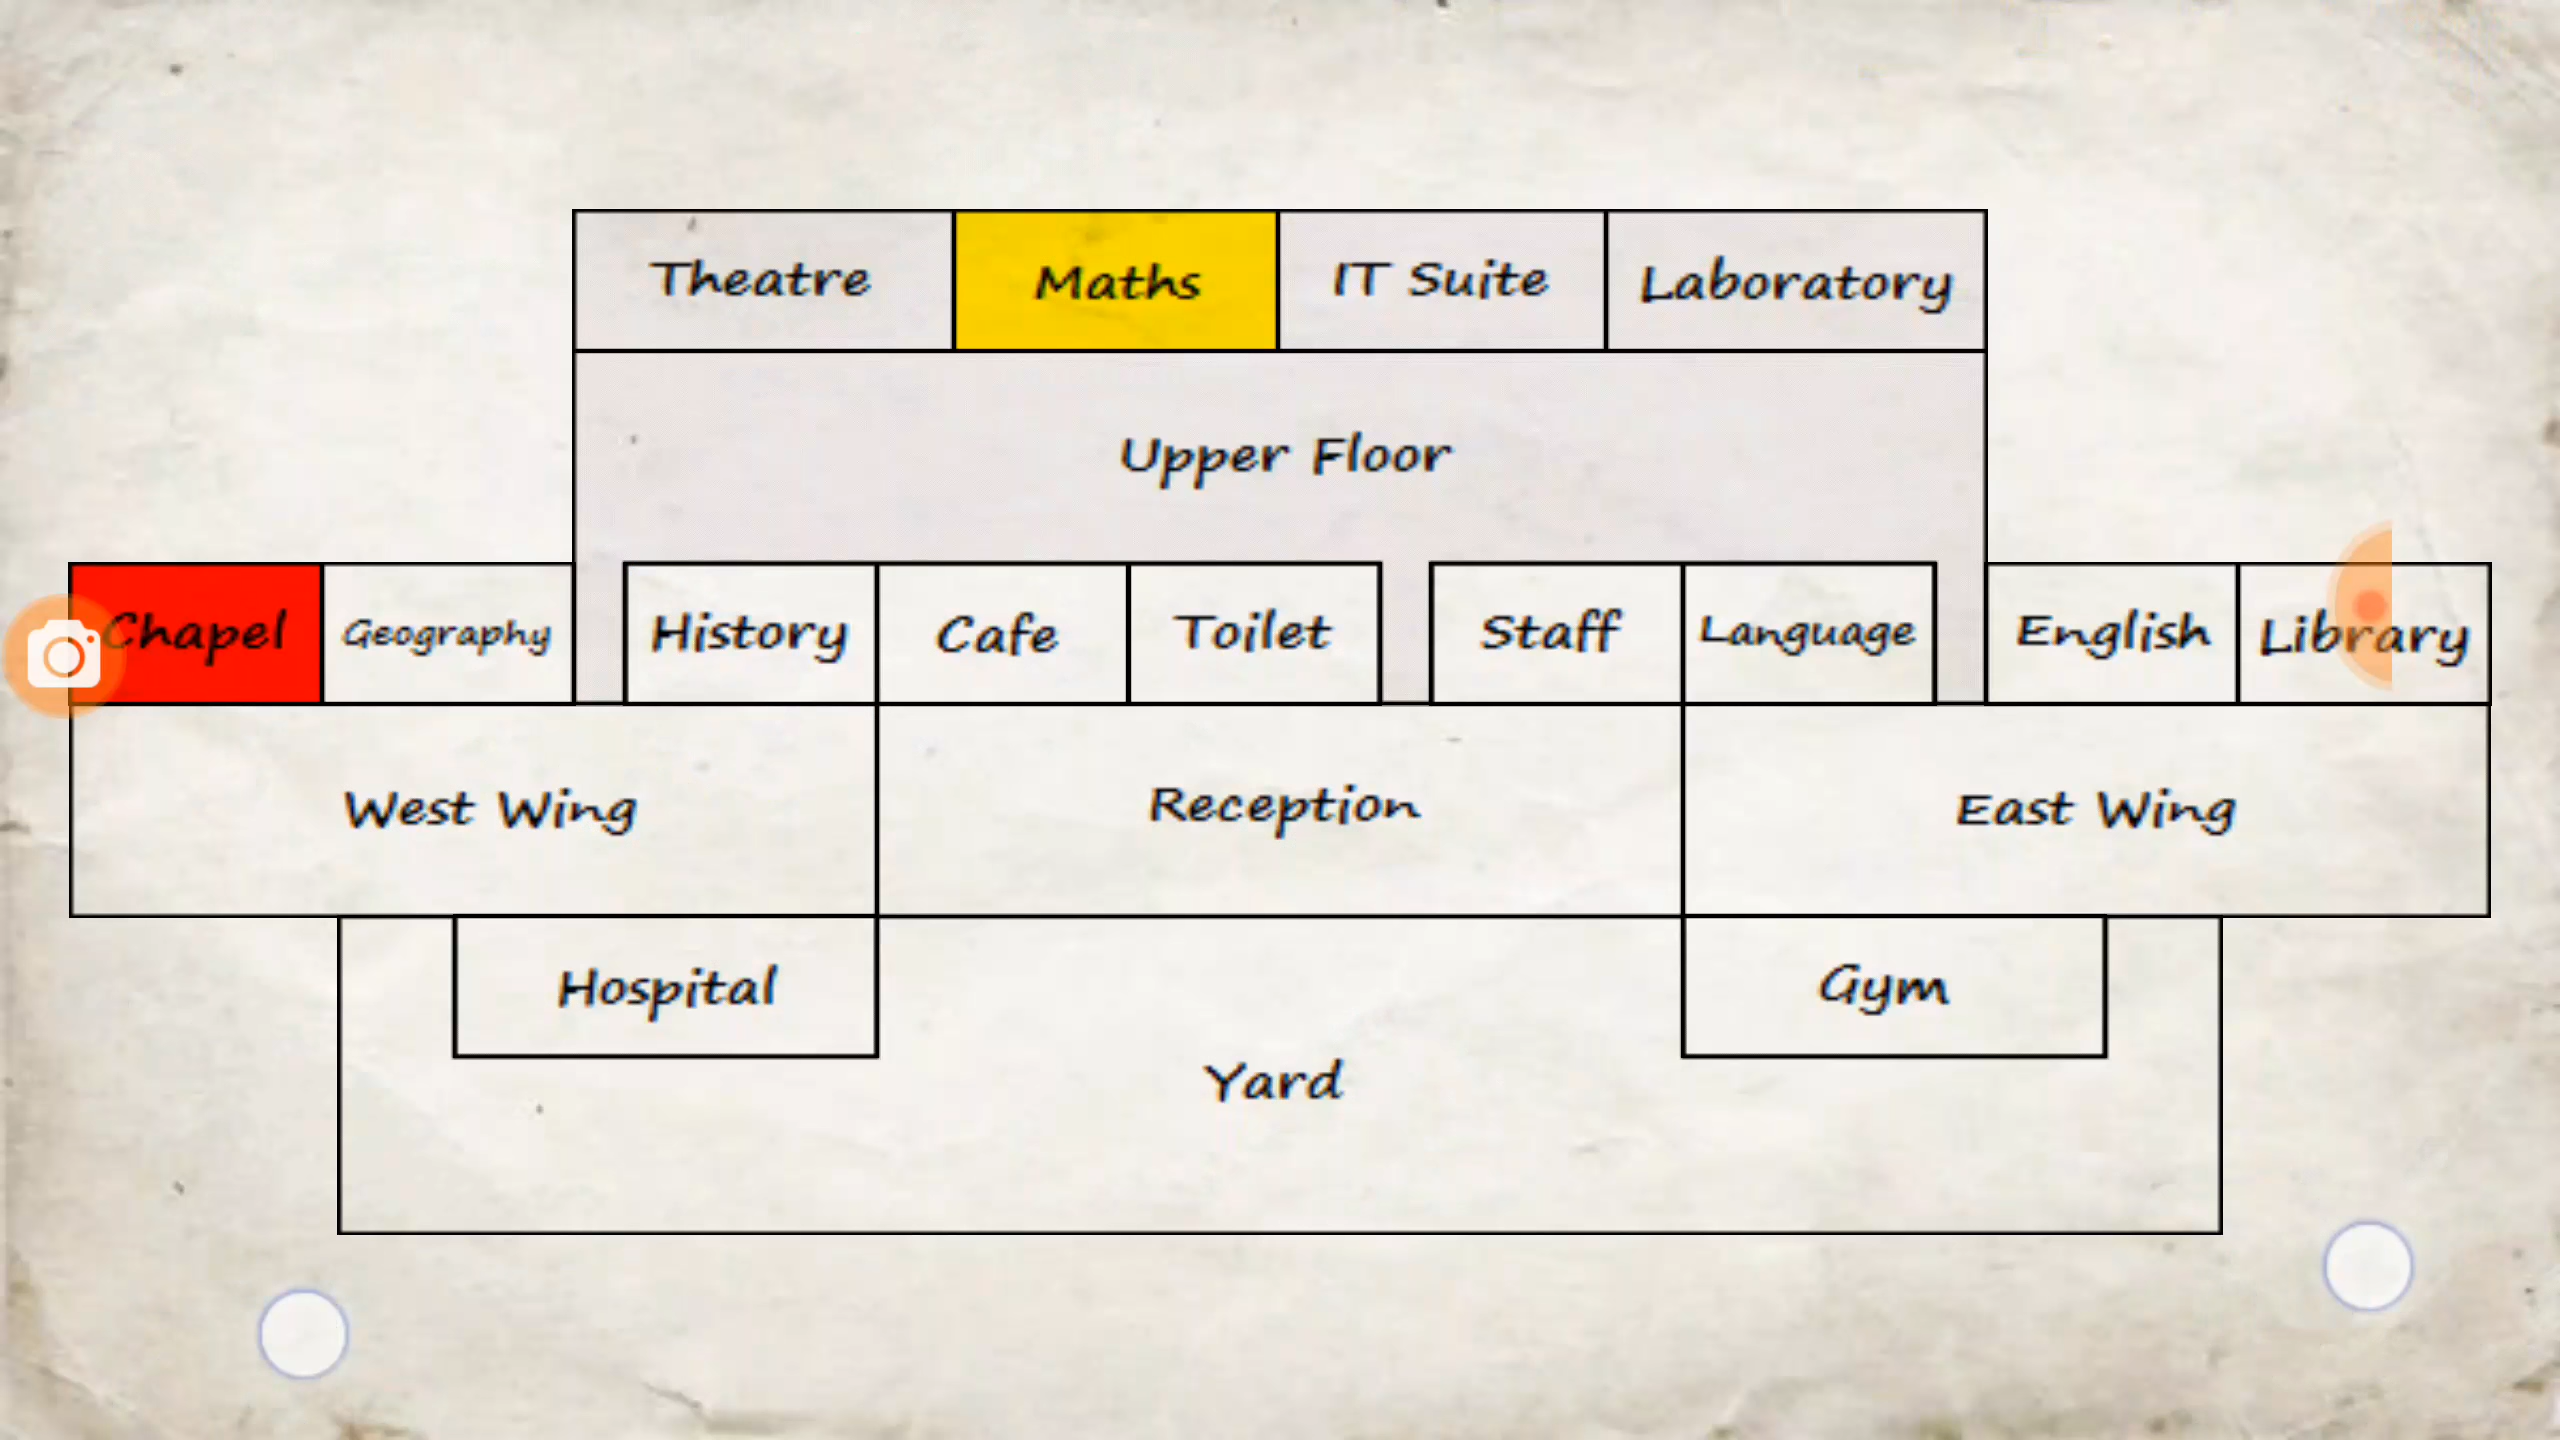 Theatre Maths IT Suite Laboratory
Upper Floor
Chapel Geography History Cafe Toilet Staff Language English Library
West Wing Reception East Wing
Hospital Gym
Yard